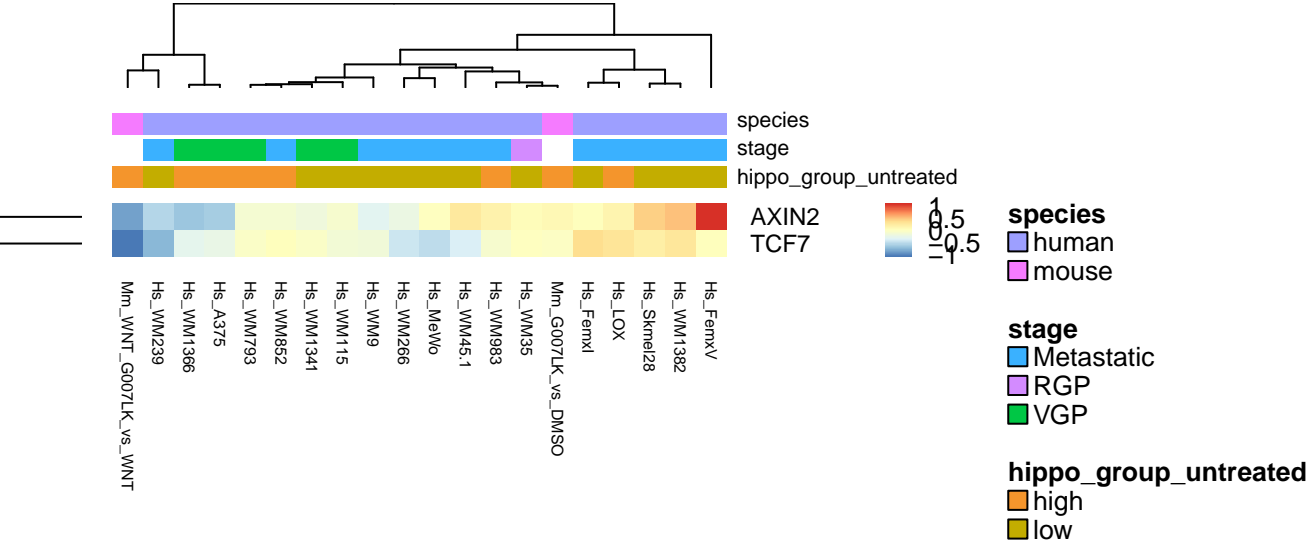 species
stage
hippo_group_untreated
AXIN2
TCF7
1
0.5
0
−0.5
−1
Mm_WNT_G007LK_vs_WNT
Hs_WM239
Hs_WM1366
Hs_A375
Hs_WM793
Hs_WM852
Hs_WM1341
Hs_WM115
Hs_WM9
Hs_WM266
Hs_MeWo
Hs_WM45.1
Hs_WM983
Hs_WM35
Mm_G007LK_vs_DMSO
Hs_FemxI
Hs_LOX
Hs_Skmel28
Hs_WM1382
Hs_FemxV
species
human
mouse
stage
Metastatic
RGP
VGP
hippo_group_untreated
high
low